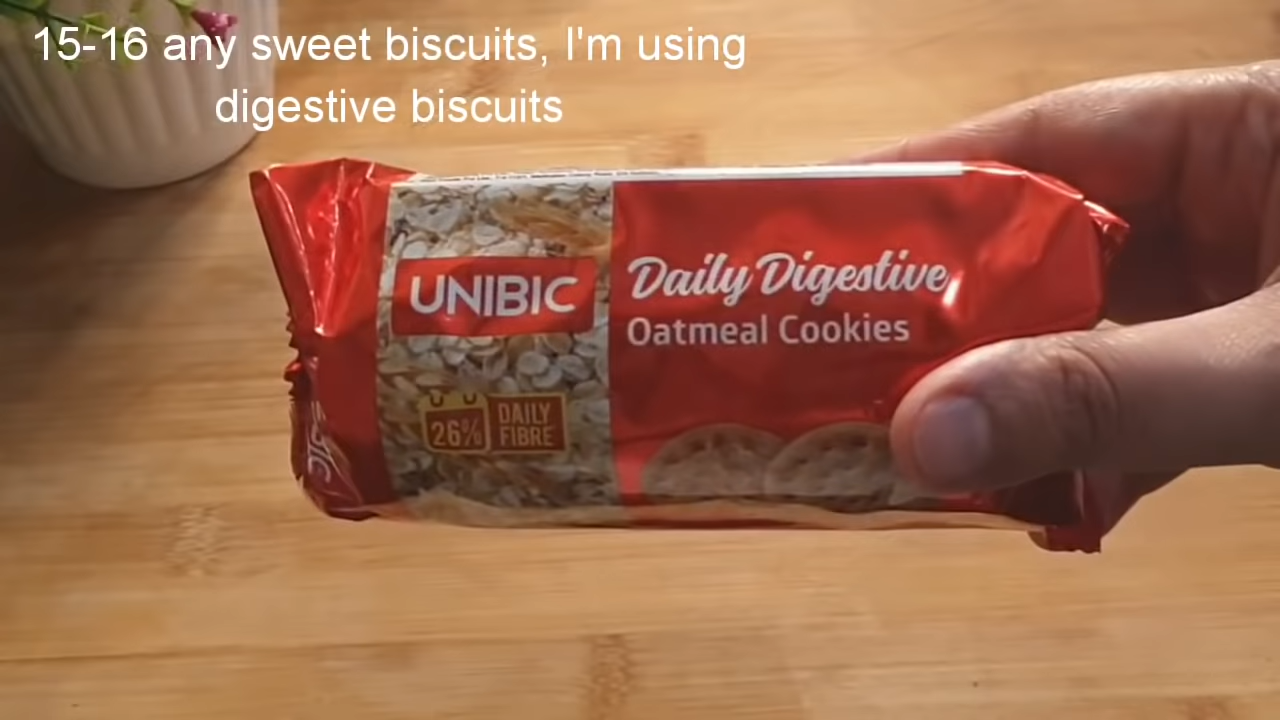 15-16 any sweet biscuits, I'm using
digestive biscuits
UNIBIC
Daily Digestive
Oatmeal Cookies
26%
DAILY
FIBRE